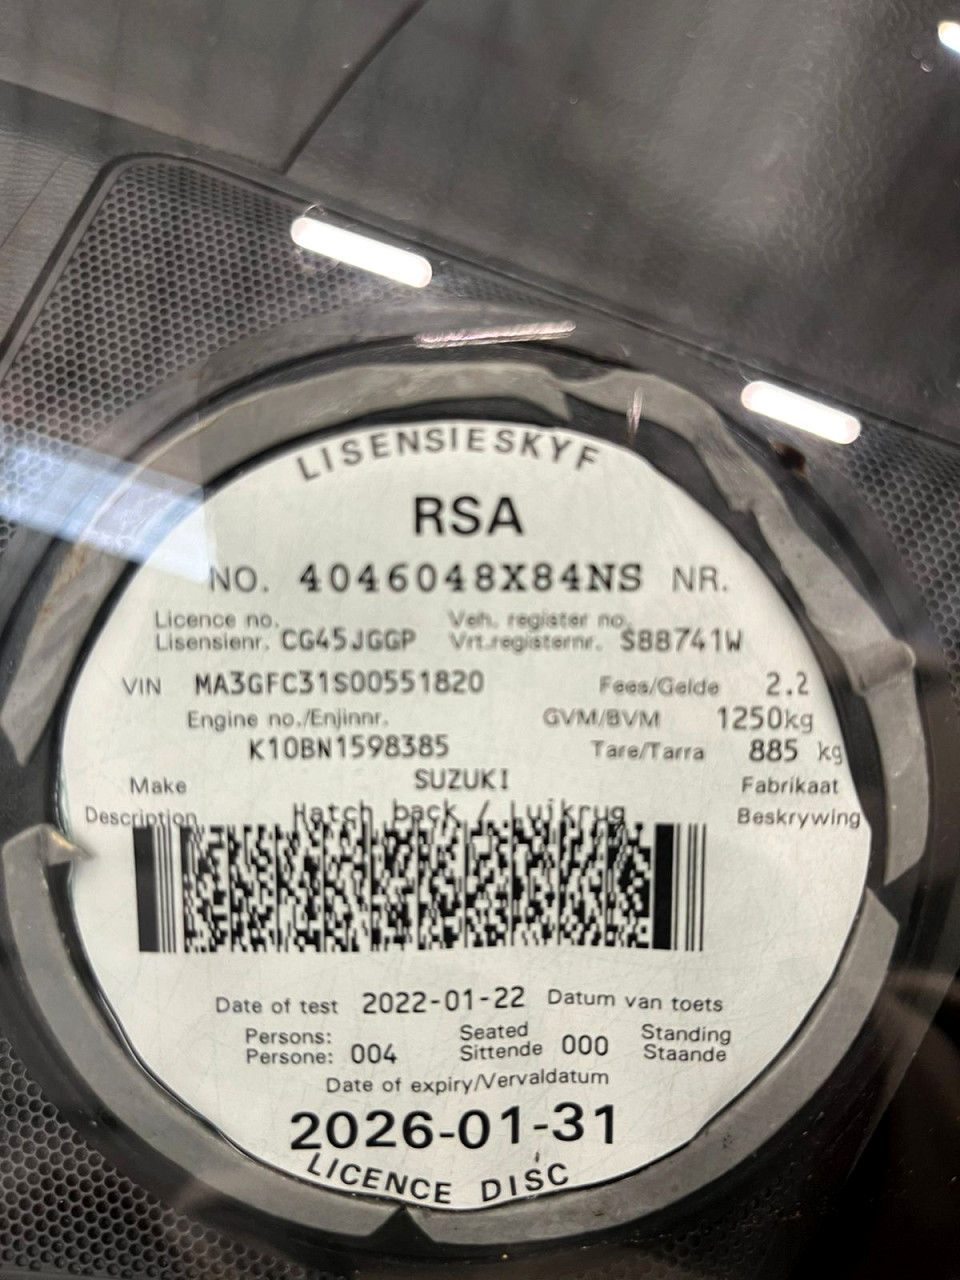 LISENSIESKYF
RSA
NO. 4046048X84NS NR.
Licence no. Veh. register no.
Lisensienr. CG45JGGP Vrt.registernr. S88741W
VIN MA3GFC31S00551820 Fees/Gelde 2.2
Engine no./Enjinnr. GVM/BVM 1250kg
K10BN1598385 Tare/Tarra 885 kg
Make SUZUKI Fabrikaat
Description Hatch back / Luikrug Beskrywing
Date of test 2022-01-22 Datum van toets
Persons: Seated Standing
Persone: 004 Sittende 000 Staande
Date of expiry/Vervaldatum
2026-01-31
LICENCE DISC